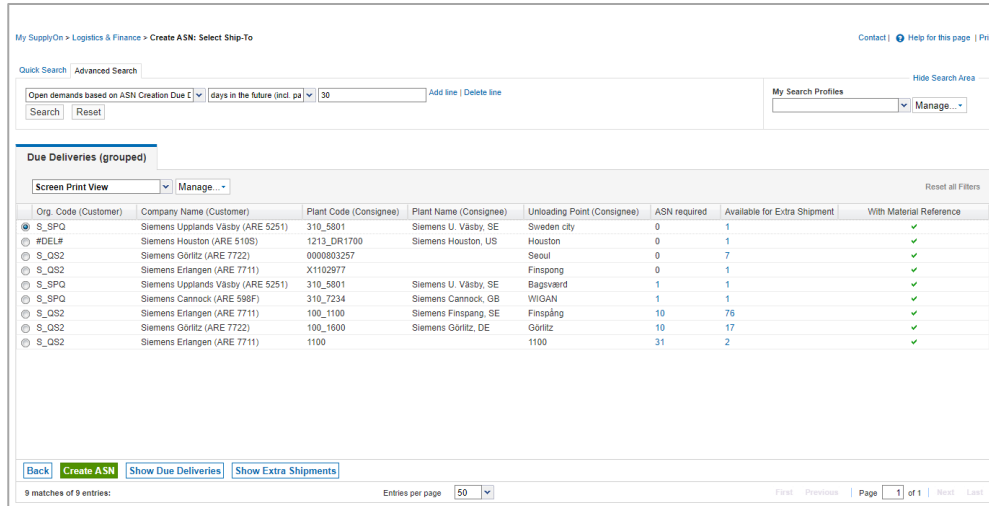 My SupplyOn > Logistics & Finance > Create ASN: Select Ship-To Contact | Help for this page | Pri
Quick Search Advanced Search
Hide Search Area
Open demands based on ASN Creation Due D days in the future (incl. pa 30 Add line | Delete line
My Search Profiles
Search Reset
Manage...
Due Deliveries (grouped)
Screen Print View Manage... Reset all Filters
Org. Code (Customer) Company Name (Customer) Plant Code (Consignee) Plant Name (Consignee) Unloading Point (Consignee) ASN required Available for Extra Shipment With Material Reference
S_SPQ Siemens Upplands Väsby (ARE 5251) 310_5801 Siemens U. Väsby, SE Sweden city 0 1
#DEL# Siemens Houston (ARE 510S) 1213_DR1700 Siemens Houston, US Houston 0 1
S_QS2 Siemens Görlitz (ARE 7722) 0000803257 Seoul 0 7
S_QS2 Siemens Erlangen (ARE 7711) X1102977 Finspong 0 1
S_SPQ Siemens Upplands Väsby (ARE 5251) 310_5801 Siemens U. Väsby, SE Bagsværd 1 1
S_SPQ Siemens Cannock (ARE 598F) 310_7234 Siemens Cannock, GB WIGAN 1 1
S_QS2 Siemens Erlangen (ARE 7711) 100_1100 Siemens Finspang, SE Finspång 10 76
S_QS2 Siemens Görlitz (ARE 7722) 100_1600 Siemens Görlitz, DE Görlitz 10 17
S_QS2 Siemens Erlangen (ARE 7711) 1100 1100 31 2
Back Create ASN Show Due Deliveries Show Extra Shipments
9 matches of 9 entries: Entries per page 50 First Previous | Page 1 of 1 | Next Last